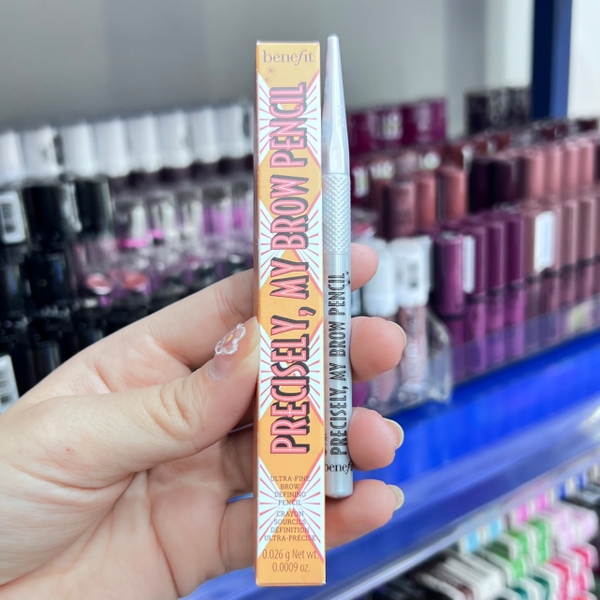 benefit
PRECISELY, MY BROW PENCIL
ULTRA-FINE
BROW
DEFINING
PENCIL
CRAYON
SOURCILS
DÉFINITION
ULTRA-PRÉCISE
0.026 g Net wt.
0.0009 oz.
PRECISELY, MY BROW PENCIL
benefit